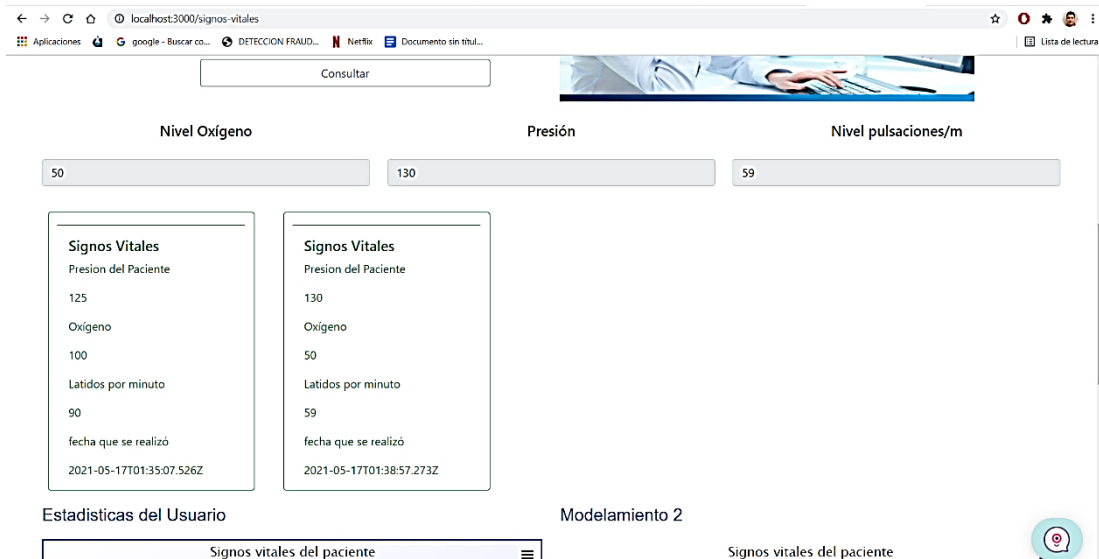 localhost:3000/signos-vitales
Aplicaciones
google - Buscar co...
DETECCION FRAUD...
Netflix
Documento sin títul...
Lista de lectura
Consultar
Nivel Oxígeno
Presión
Nivel pulsaciones/m
50
130
59
Signos Vitales
Presion del Paciente
125
Oxígeno
100
Latidos por minuto
90
fecha que se realizó
2021-05-17T01:35:07.526Z
Signos Vitales
Presion del Paciente
130
Oxígeno
50
Latidos por minuto
59
fecha que se realizó
2021-05-17T01:38:57.273Z
Estadisticas del Usuario
Modelamiento 2
Signos vitales del paciente
Signos vitales del paciente